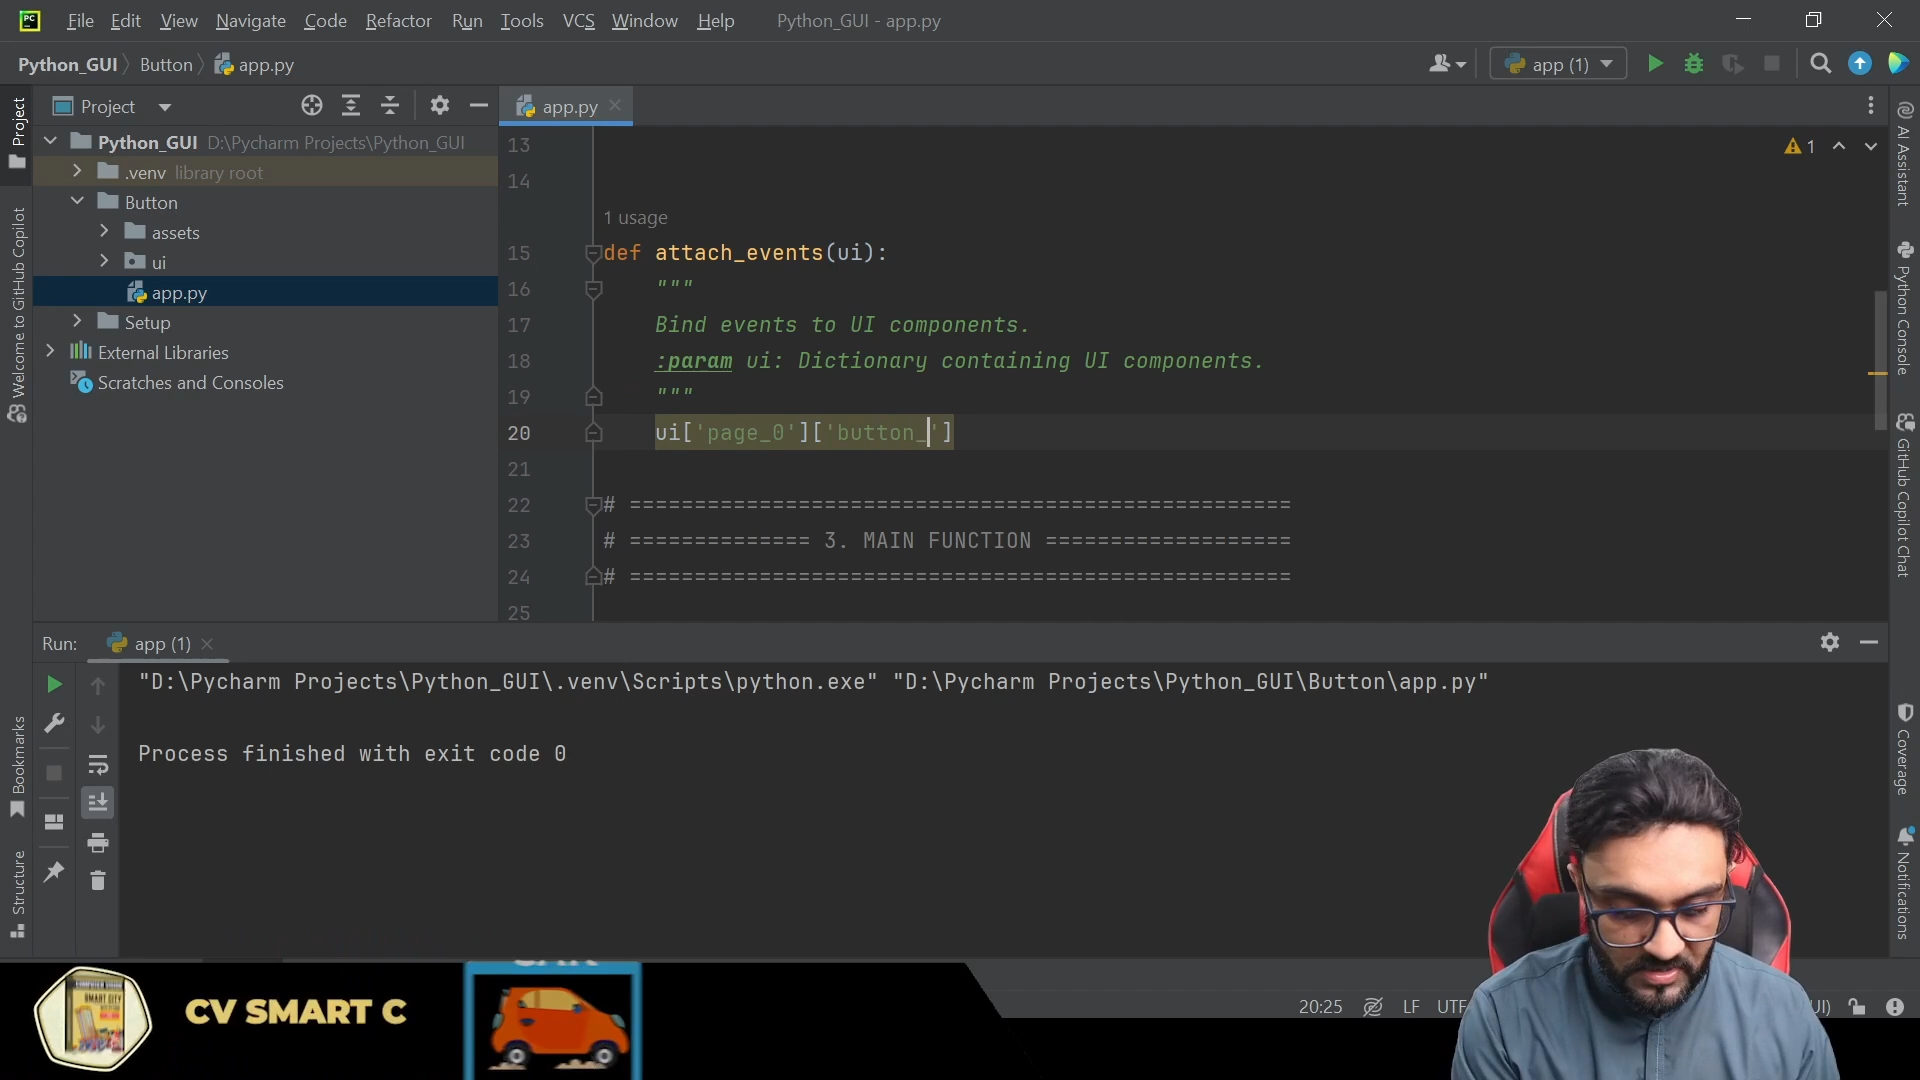 PC File Edit View Navigate Code Refactor Run Tools VCS Window Help Python_GUI - app.py
Python_GUI Button app.py app (1)
Project
app.py
Python_GUI D:\Pycharm Projects\Python_GUI
.venv library root
Button
assets
ui
app.py
Setup
External Libraries
Scratches and Consoles
Project
Welcome to GitHub Copilot
Bookmarks
Structure
13
14
1 usage
15 def attach_events(ui):
16 """
17 Bind events to UI components.
18 :param ui: Dictionary containing UI components.
19 """
20 ui['page_0']['button_']
21
22 # ===================================================
23 # ============== 3. MAIN FUNCTION ===================
24 # ===================================================
25
1
AI Assistant
Python Console
GitHub Copilot Chat
Coverage
Notifications
Run: app (1)
"D:\Pycharm Projects\Python_GUI\.venv\Scripts\python.exe" "D:\Pycharm Projects\Python_GUI\Button\app.py"
Process finished with exit code 0
20:25 LF UTF
UI)
SMART CITY
CV SMART C